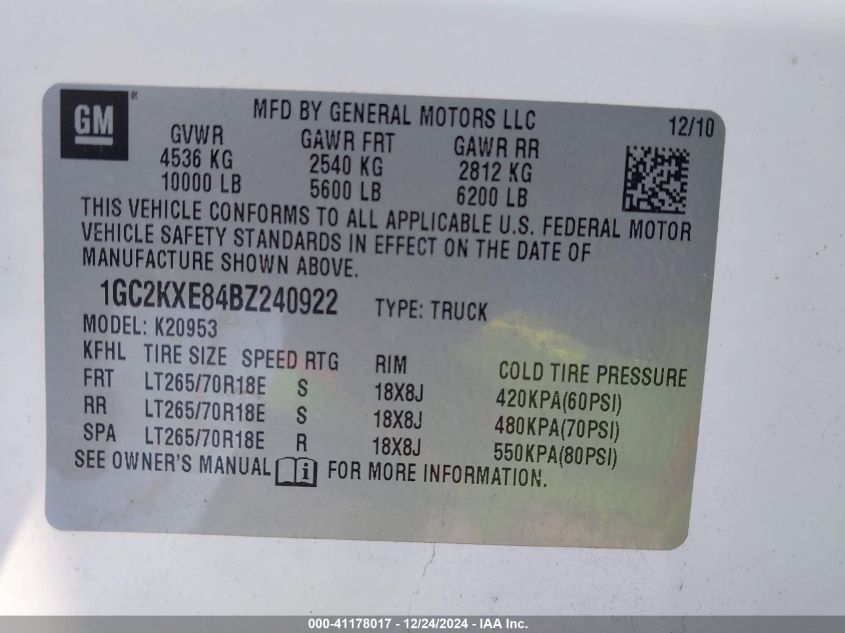 GM®
MFD BY GENERAL MOTORS LLC 12/10
GVWR GAWR FRT GAWR RR
4536 KG 2540 KG 2812 KG
10000 LB 5600 LB 6200 LB
THIS VEHICLE CONFORMS TO ALL APPLICABLE U.S. FEDERAL MOTOR
VEHICLE SAFETY STANDARDS IN EFFECT ON THE DATE OF
MANUFACTURE SHOWN ABOVE.
1GC2KXE84BZ240922 TYPE: TRUCK
MODEL: K20953
KFHL TIRE SIZE SPEED RTG RIM COLD TIRE PRESSURE
FRT LT265/70R18E S 18X8J 420KPA(60PSI)
RR LT265/70R18E S 18X8J 480KPA(70PSI)
SPA LT265/70R18E R 18X8J 550KPA(80PSI)
SEE OWNER'S MANUAL i FOR MORE INFORMATION.
000-41178017 - 12/24/2024 - IAA Inc.